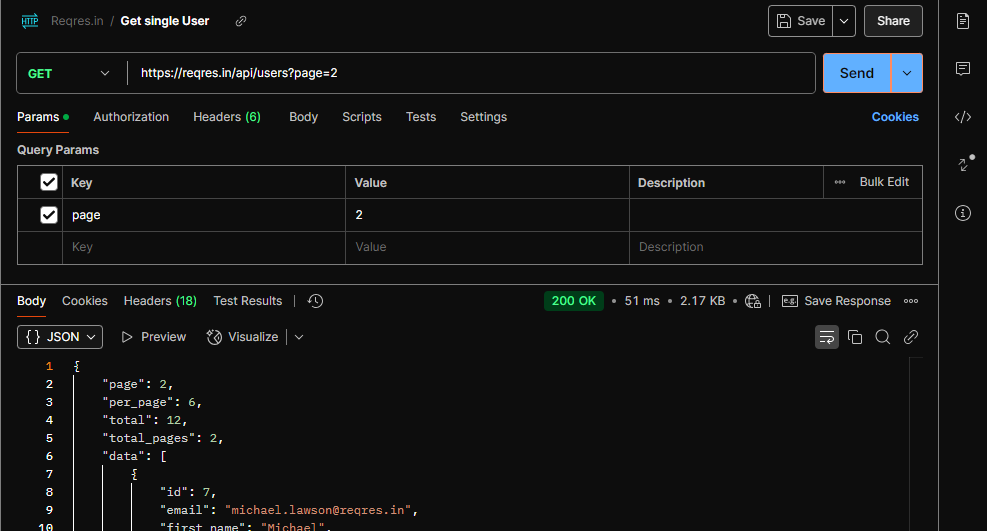 HTTP Reqres.in / Get single User Save Share
GET https://reqres.in/api/users?page=2 Send
Params Authorization Headers (6) Body Scripts Tests Settings Cookies
Query Params
Key Value Description Bulk Edit
page 2
Key Value Description
Body Cookies Headers (18) Test Results 200 OK • 51 ms • 2.17 KB • e.g. Save Response
{} JSON Preview Visualize
1 {
2 "page": 2,
3 "per_page": 6,
4 "total": 12,
5 "total_pages": 2,
6 "data": [
7 {
8 "id": 7,
9 "email": "michael.lawson@reqres.in",
10 "first_name": "Michael",